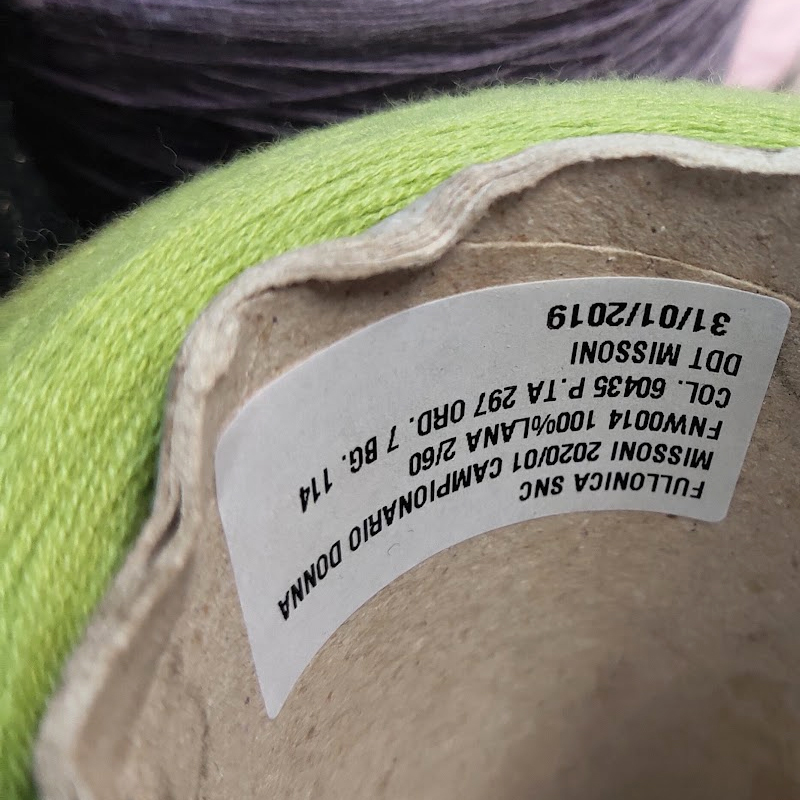 FULLONICA SNC
MISSONI 2020/01 CAMPIONARIO DONNA
FNW0014 100%LANA 2/60
COL. 60435 P.TA 297 ORD. 7 BG. 114
DDT MISSONI
31/01/2019